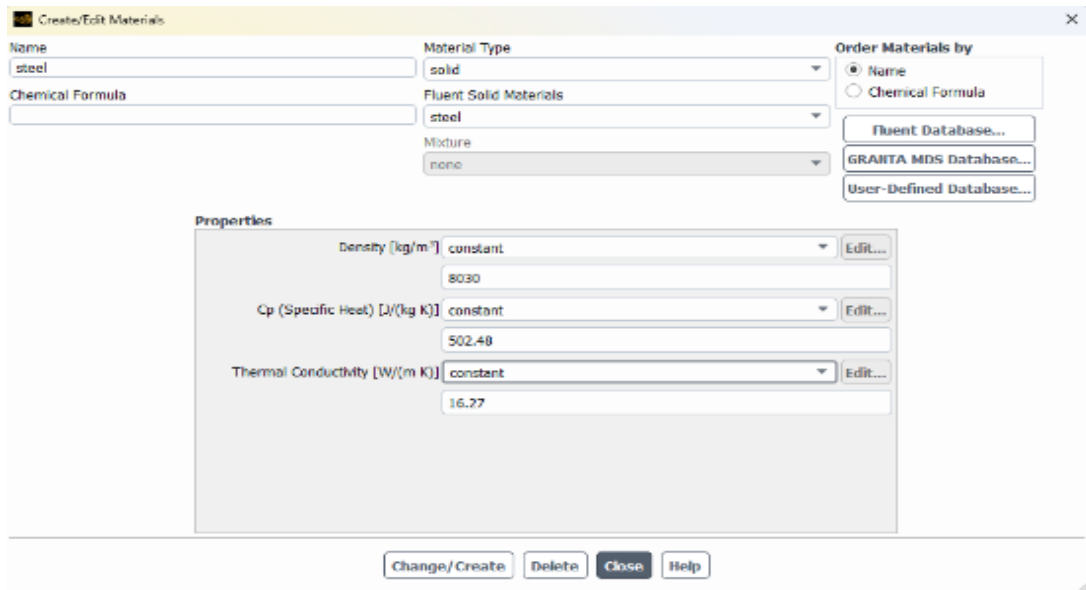 Create/Edit Materials
Name
steel
Chemical Formula
Material Type
solid
Fluent Solid Materials
steel
Mixture
none
Order Materials by
Name
Chemical Formula
Fluent Database...
GRANTA MDS Database...
User-Defined Database...
Properties
Density [kg/m³] constant Edit...
8030
Cp (Specific Heat) [J/(kg K)] constant Edit...
502.48
Thermal Conductivity [W/(m K)] constant Edit...
16.27
Change/Create Delete Close Help